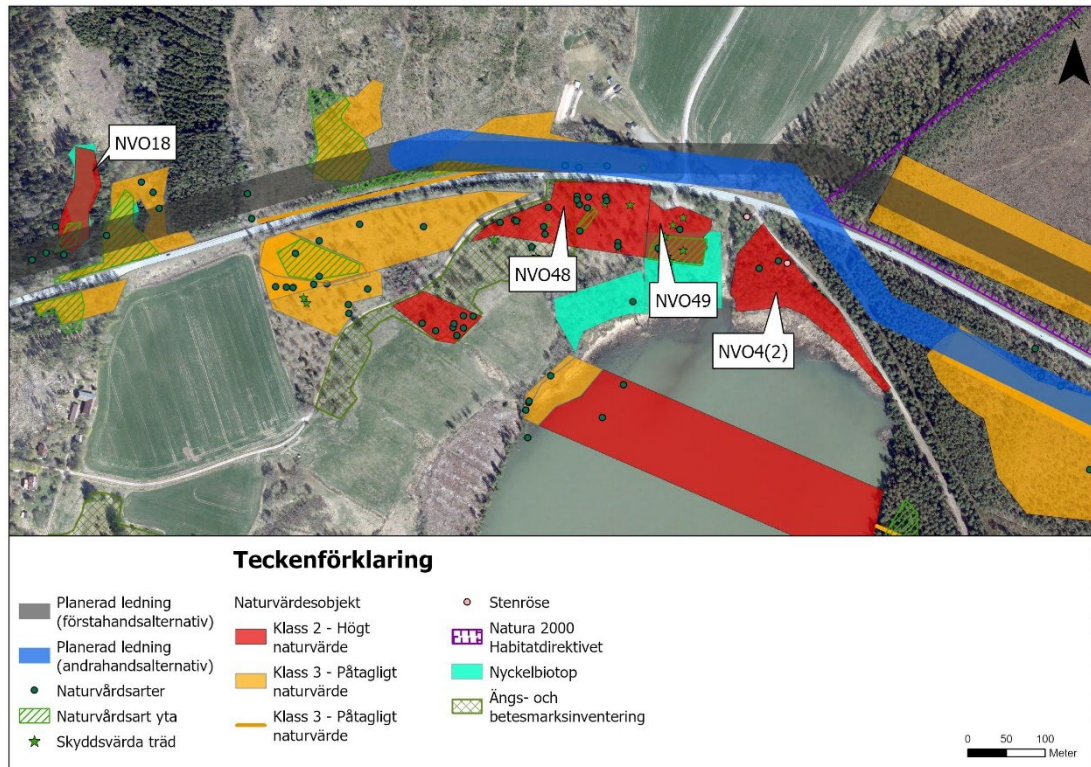 NVO18
NVO48
NVO49
NVO4(2)
Teckenförklaring
Planerad ledning
(förstahandsalternativ)
Planerad ledning
(andrahandsalternativ)
Naturvårdsarter
Naturvårdsart yta
Skyddsvärda träd
Naturvärdesobjekt
Klass 2 - Högt
naturvärde
Klass 3 - Påtagligt
naturvärde
Klass 3 - Påtagligt
naturvärde
Stenröse
Natura 2000
Habitatdirektivet
Nyckelbiotop
Ängs- och
betesmarksinventering
0 50 100
Meter